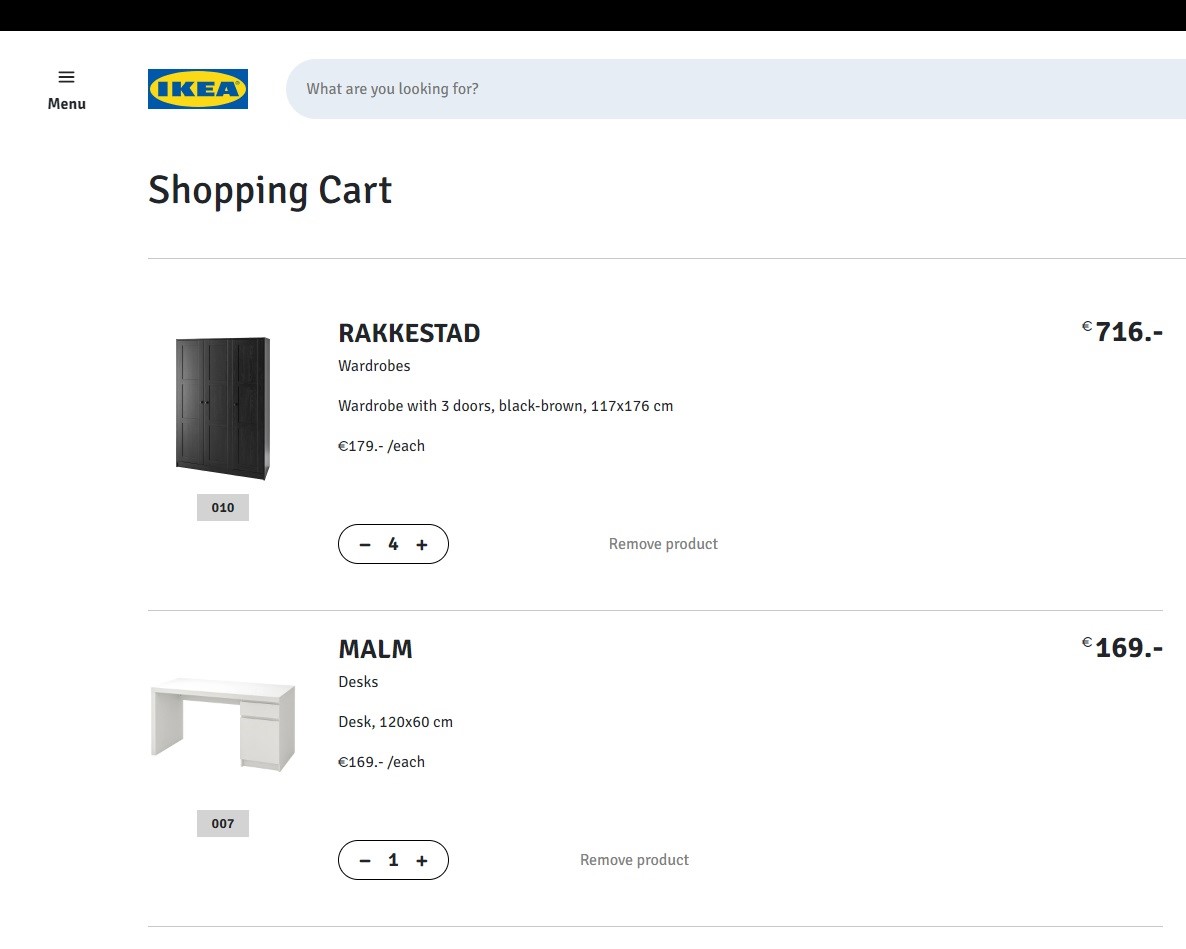 Menu
IKEA
What are you looking for?
Shopping Cart
RAKKESTAD
€716.-
Wardrobes
Wardrobe with 3 doors, black-brown, 117x176 cm
€179.- /each
010
− 4 +
Remove product
MALM
€169.-
Desks
Desk, 120x60 cm
€169.- /each
007
− 1 +
Remove product